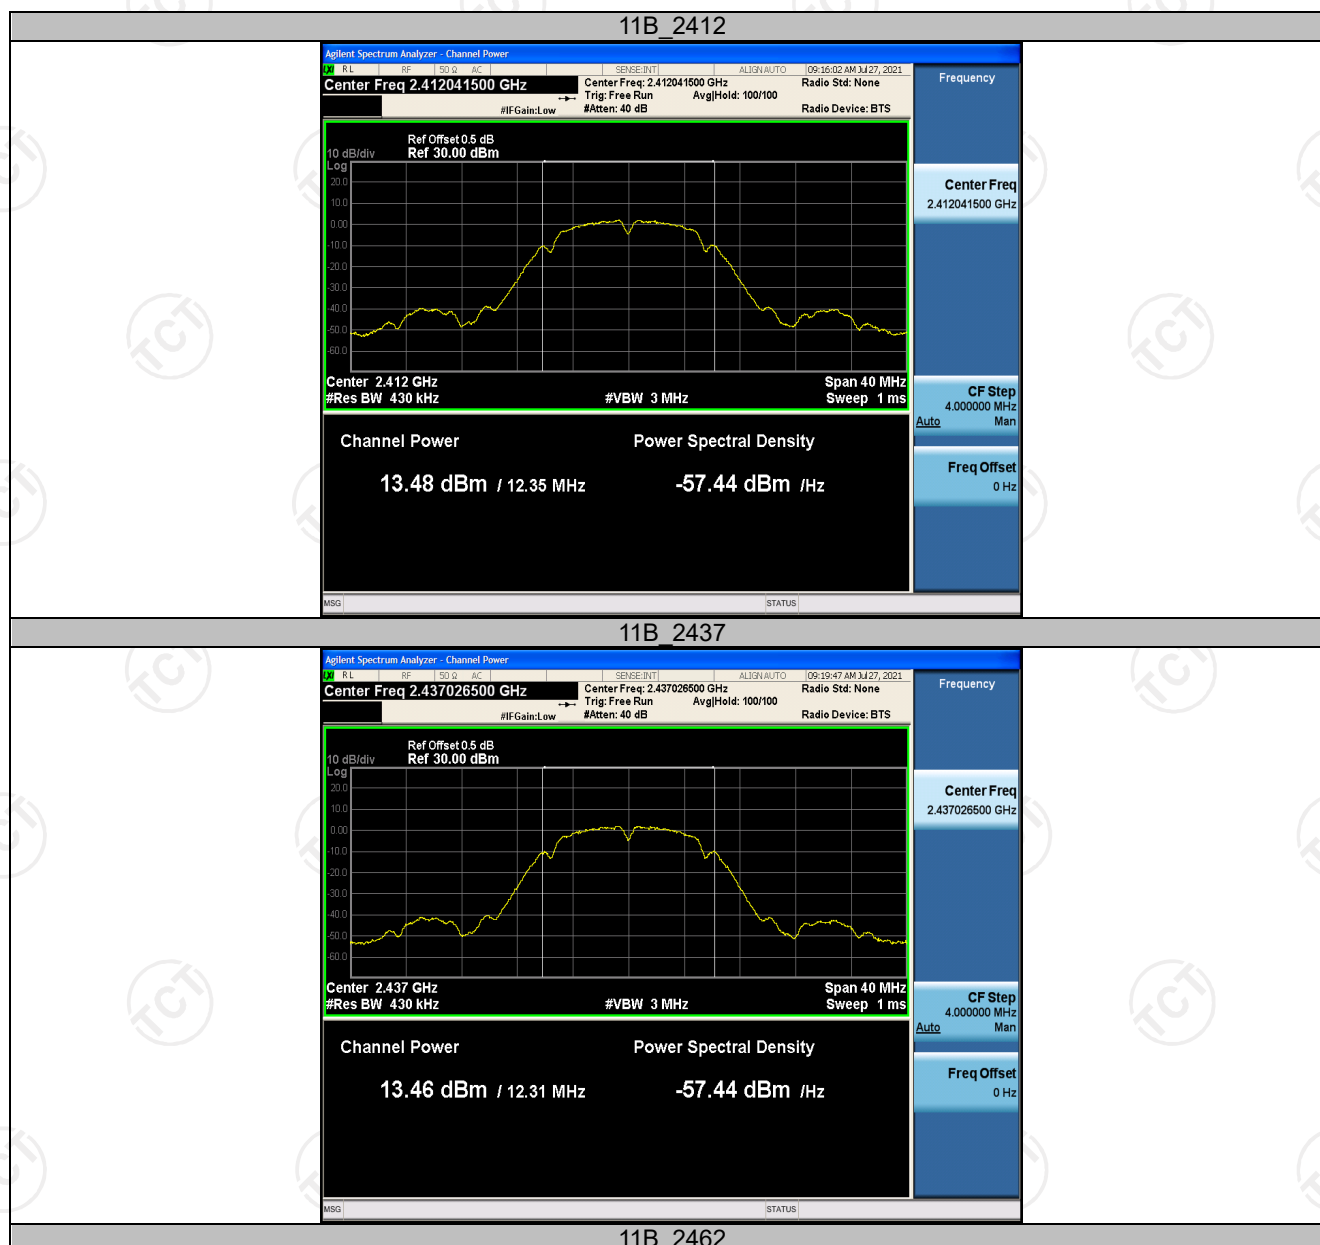 11B_2412
Agilent Spectrum Analyzer - Channel Power
LXI RL RF 50 Ω AC SENSE:INT ALIGN AUTO 09:16:02 AM Jul 27, 2021
Center Freq 2.412041500 GHz
Center Freq: 2.412041500 GHz Radio Std: None
Trig: Free Run Avg|Hold: 100/100
#IFGain:Low #Atten: 40 dB Radio Device: BTS
Frequency
Ref Offset 0.5 dB
10 dB/div Ref 30.00 dBm
Log
20.0
10.0
0.00
-10.0
-20.0
-30.0
-40.0
-50.0
-60.0
Center 2.412 GHz Span 40 MHz
#Res BW 430 kHz #VBW 3 MHz Sweep 1 ms
Center Freq
2.412041500 GHz
CF Step
4.000000 MHz
Auto Man
Freq Offset
0 Hz
Channel Power Power Spectral Density
13.48 dBm / 12.35 MHz -57.44 dBm /Hz
MSG STATUS
11B_2437
Agilent Spectrum Analyzer - Channel Power
LXI RL RF 50 Ω AC SENSE:INT ALIGN AUTO 09:19:47 AM Jul 27, 2021
Center Freq 2.437026500 GHz
Center Freq: 2.437026500 GHz Radio Std: None
Trig: Free Run Avg|Hold: 100/100
#IFGain:Low #Atten: 40 dB Radio Device: BTS
Frequency
Ref Offset 0.5 dB
10 dB/div Ref 30.00 dBm
Log
20.0
10.0
0.00
-10.0
-20.0
-30.0
-40.0
-50.0
-60.0
Center 2.437 GHz Span 40 MHz
#Res BW 430 kHz #VBW 3 MHz Sweep 1 ms
Center Freq
2.437026500 GHz
CF Step
4.000000 MHz
Auto Man
Freq Offset
0 Hz
Channel Power Power Spectral Density
13.46 dBm / 12.31 MHz -57.44 dBm /Hz
MSG STATUS
11B_2462
TCT
TCT
TCT
TCT